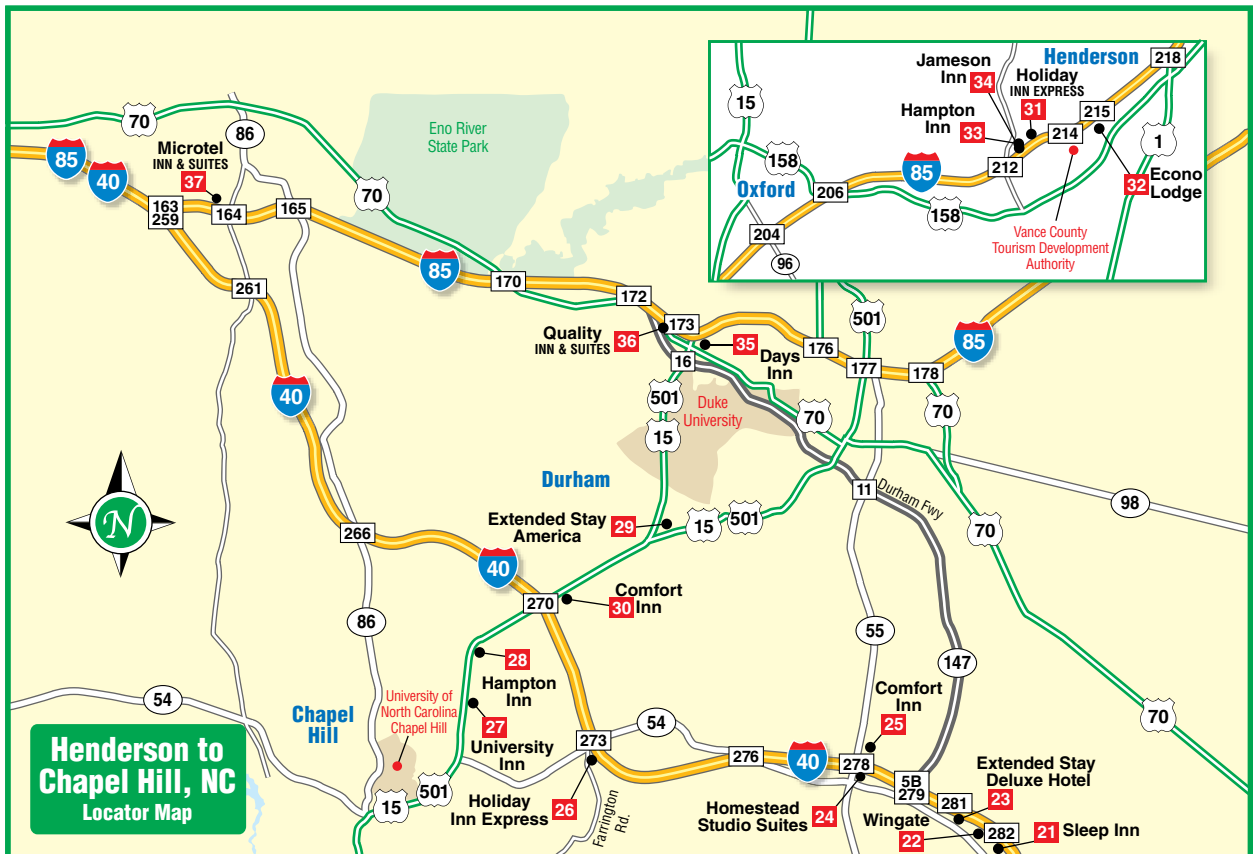 70
86
Eno River
State Park
85
40
Microtel
INN & SUITES
37
163
259
164
165
70
261
85
170
172
Quality
INN & SUITES
36
173
35
Days
Inn
16
176
501
177
178
85
70
40
501
15
Duke
University
70
Durham
11
Durham Fwy
98
70
Extended Stay
America
29
15
501
N
266
40
270
Comfort
Inn
30
86
28
Hampton
Inn
55
147
54
Chapel
Hill
University of
North Carolina
Chapel Hill
27
University
Inn
Comfort
Inn
25
70
273
54
276
40
278
5B
279
281
282
Extended Stay
Deluxe Hotel
23
Holiday
Inn Express
26
Farrington
Rd.
15
501
Homestead
Studio Suites
24
Wingate
22
21
Sleep Inn
Henderson to
Chapel Hill, NC
Locator Map
15
158
Oxford
206
204
96
85
158
Jameson
Inn
34
Hampton
Inn
33
Henderson
Holiday
INN EXPRESS
31
218
215
214
212
1
32
Econo
Lodge
Vance County
Tourism Development
Authority